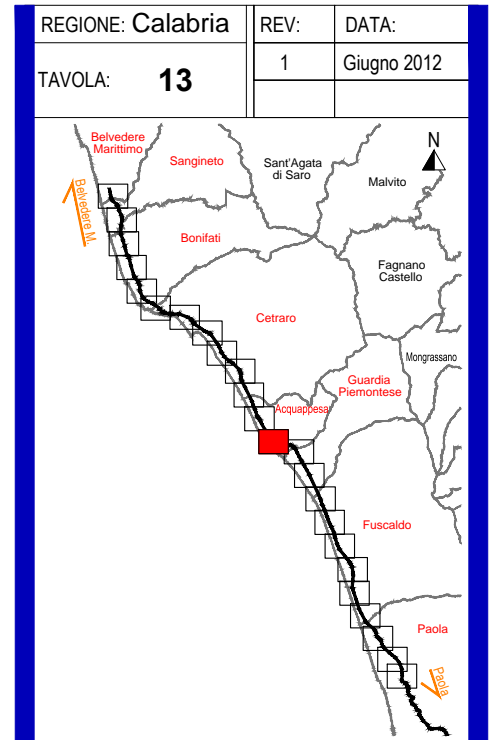 REGIONE: Calabria
REV:
DATA:
TAVOLA: 13
1
Giugno 2012
Belvedere
Marittimo
Sangineto
Sant'Agata
di Saro
Malvito
N
Belvedere M.
Bonifati
Fagnano
Castello
Cetraro
Mongrassano
Guardia
Piemontese
Acquappesa
Fuscaldo
Paola
Paola